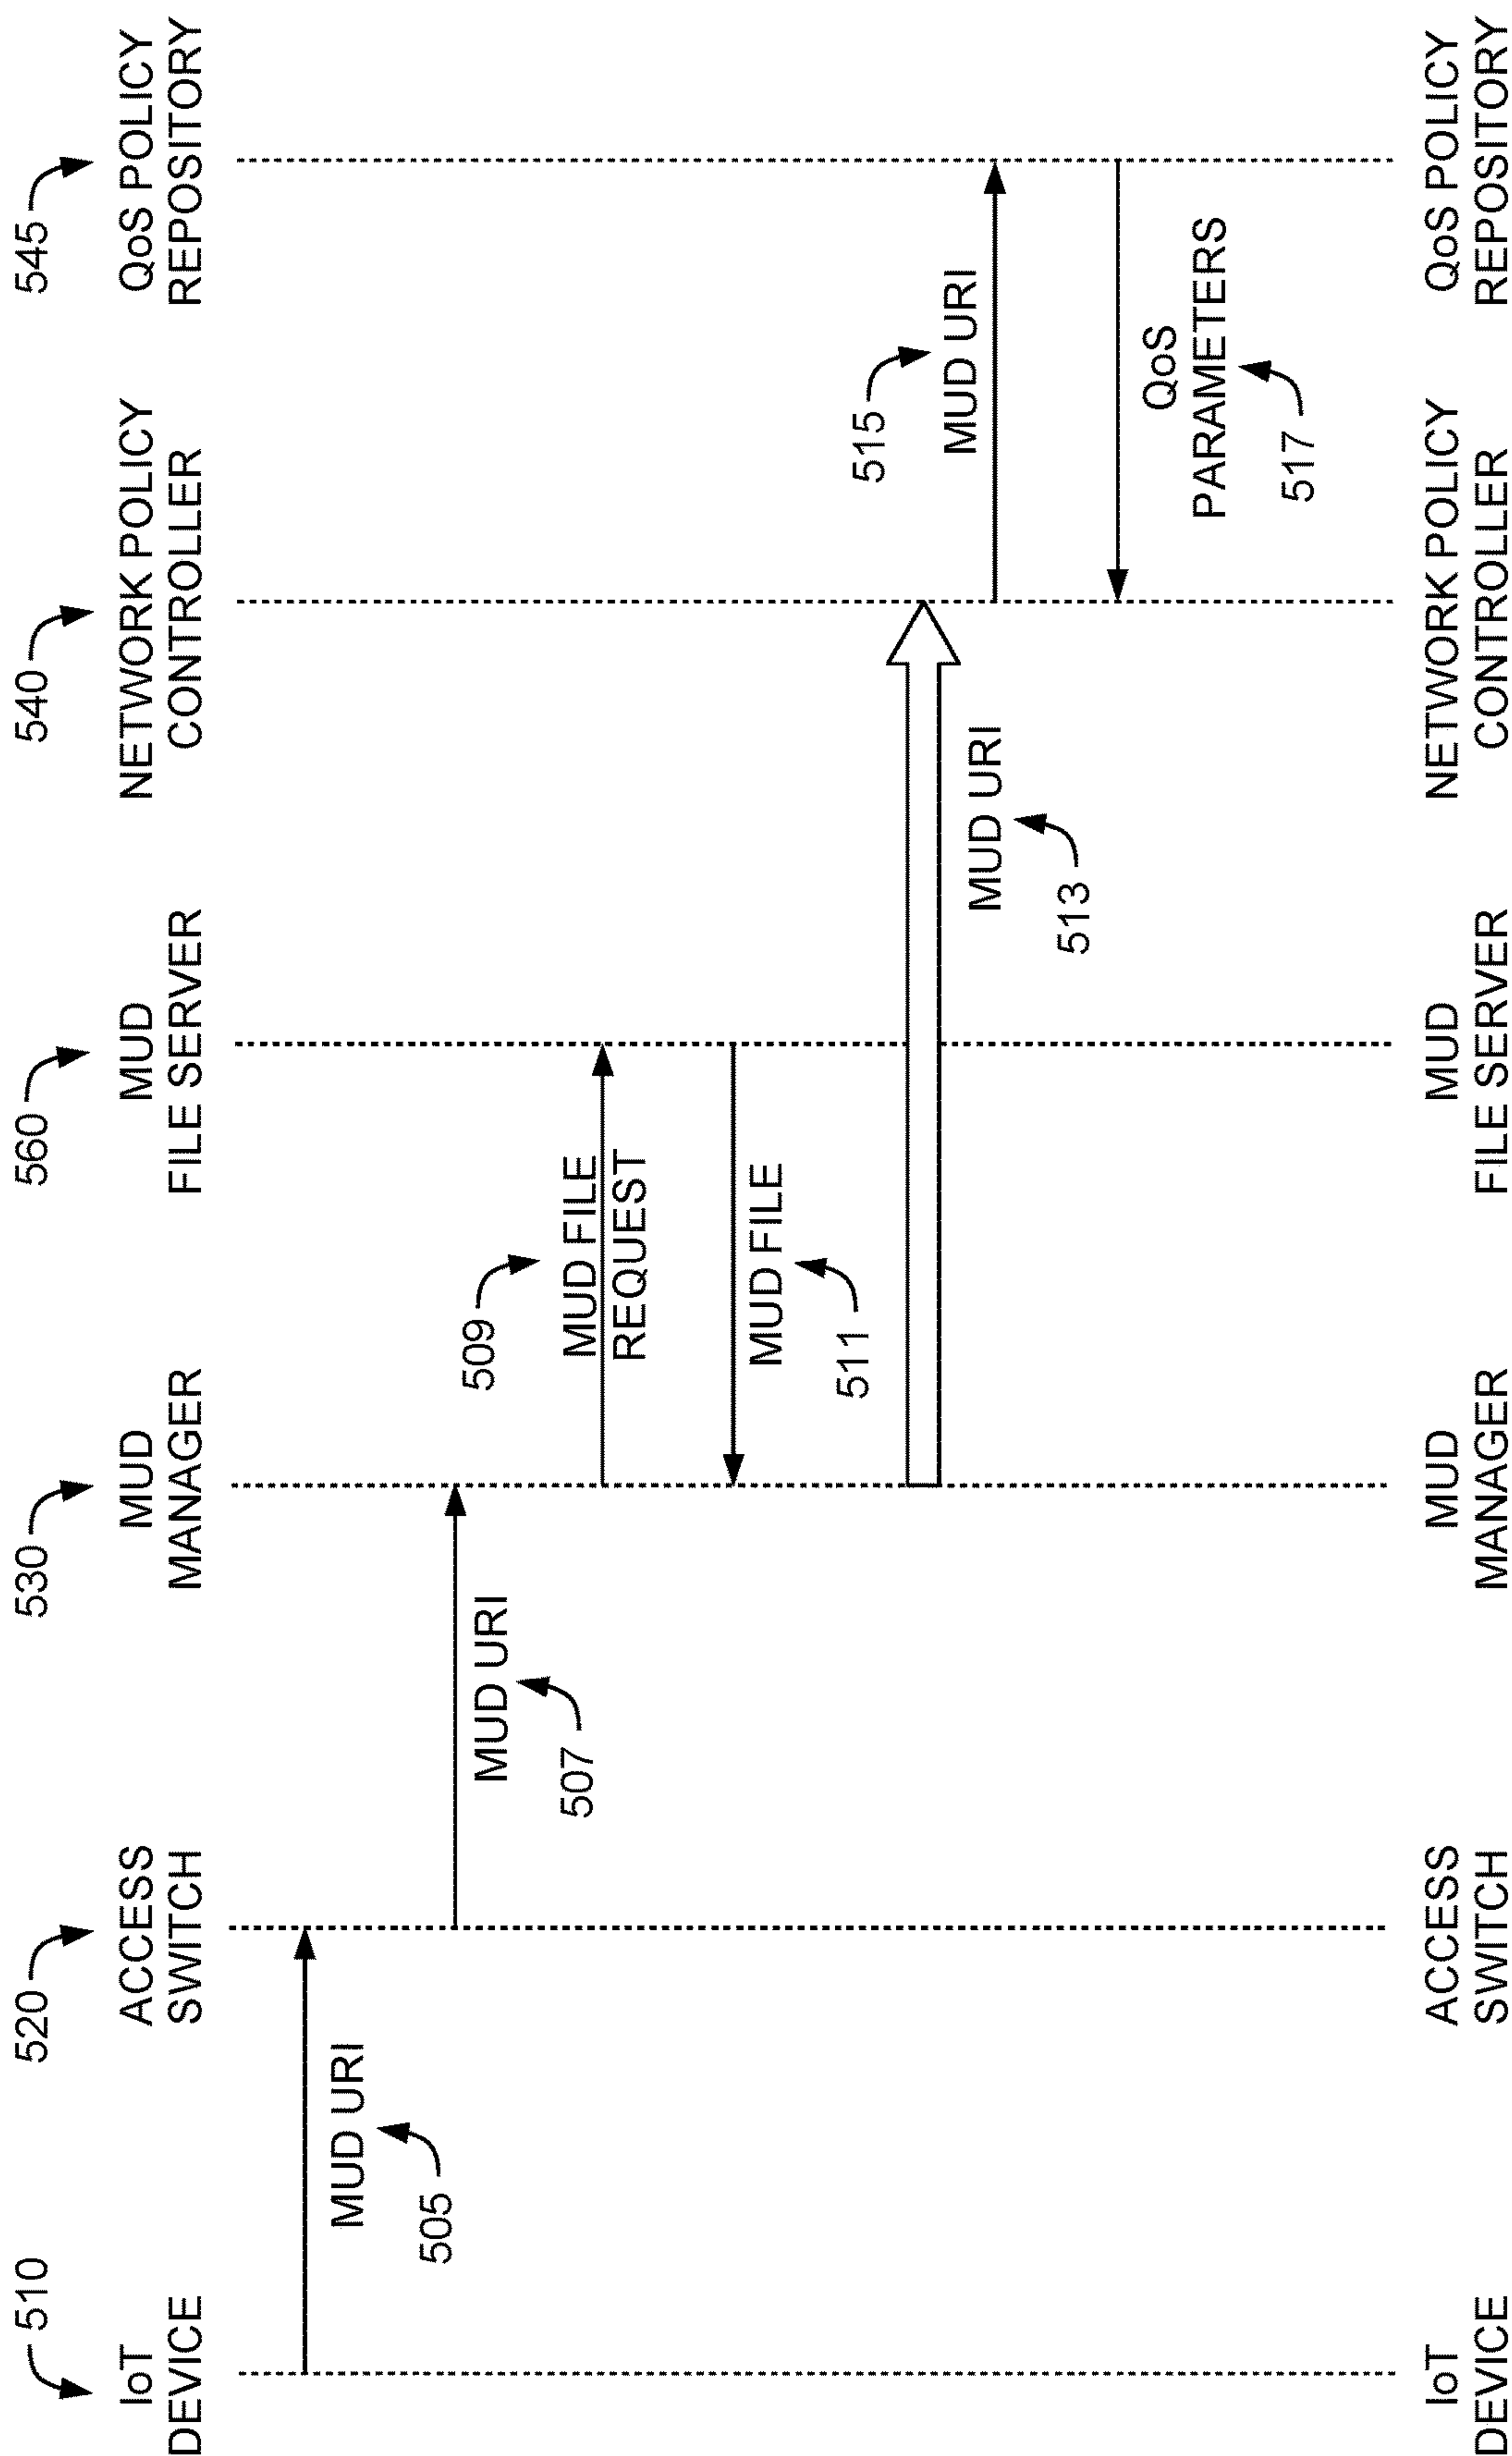 510
520
530
560
540
545
IoT
DEVICE
ACCESS
SWITCH
MUD
MANAGER
MUD
FILE SERVER
NETWORK POLICY
CONTROLLER
QoS POLICY
REPOSITORY
MUD URI
505
MUD URI
507
509
MUD FILE
REQUEST
MUD FILE
511
MUD URI
513
515
MUD URI
QoS
PARAMETERS
517
IoT
DEVICE
ACCESS
SWITCH
MUD
MANAGER
MUD
FILE SERVER
NETWORK POLICY
CONTROLLER
QoS POLICY
REPOSITORY